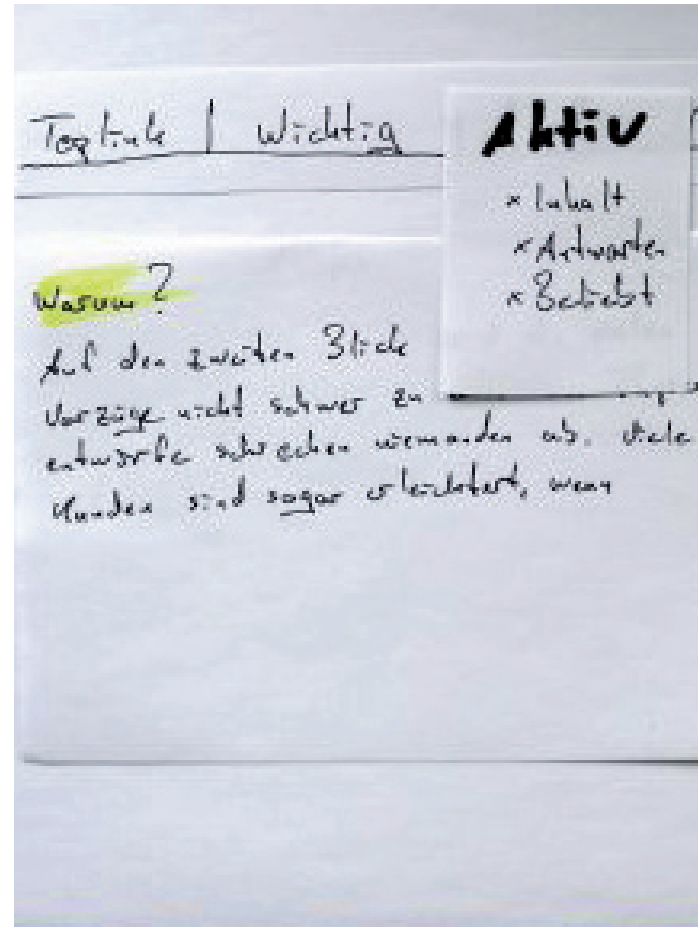 Toplink | Wichtig
Aktiv
× Inhalt
× Antworten
× Beliebt
Warum?
Auf den zweiten Blick
Vorzüge nicht schwer zu
entwürfe schrecken niemanden ab. Viele
Kunden sind sogar erleichtert, wenn